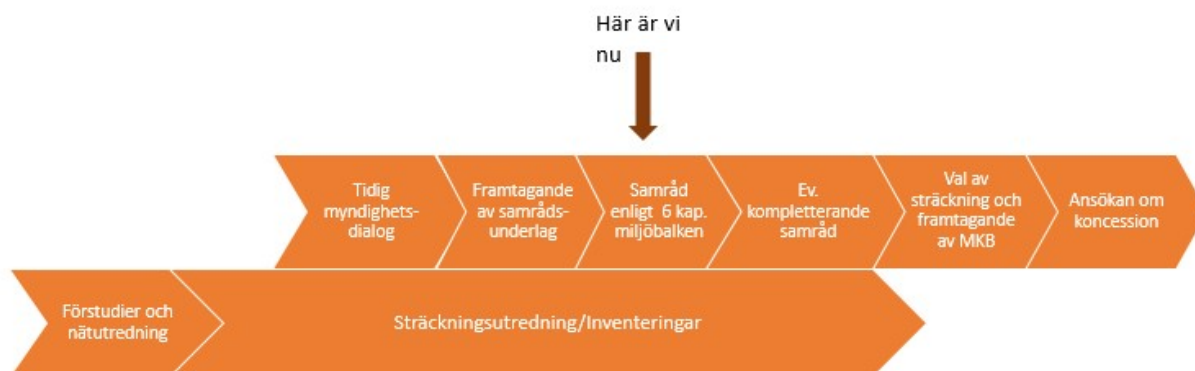 Här är vi
nu
Tidig
myndighets-
dialog
Framtagande
av samråds-
underlag
Samråd
enligt 6 kap.
miljöbalken
Ev.
kompletterande
samråd
Val av
sträckning och
framtagande
av MKB
Ansökan om
koncession
Förstudier och
nätutredning
Sträckningsutredning/Inventeringar